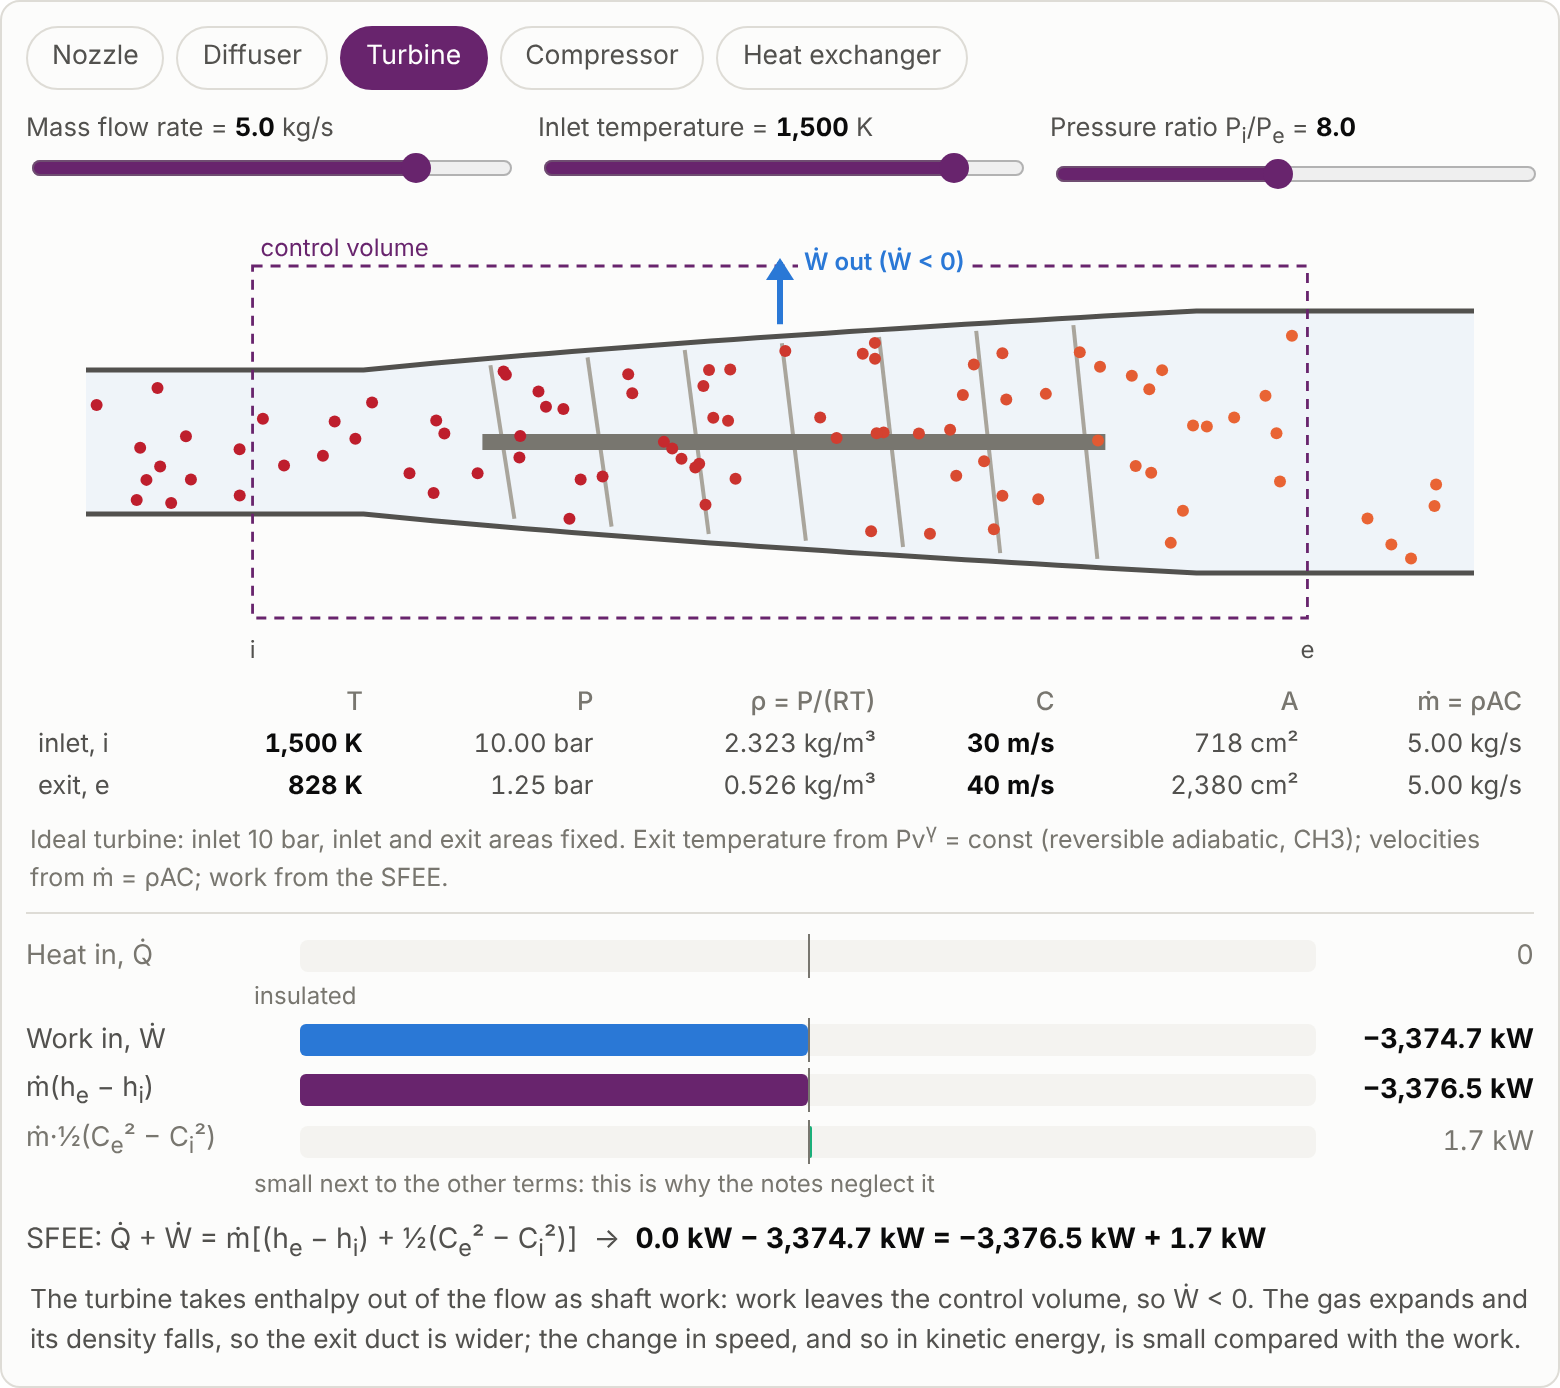 Nozzle Diffuser Turbine Compressor Heat exchanger
Mass flow rate = 5.0 kg/s Inlet temperature = 1,500 K Pressure ratio Pᵢ/Pₑ = 8.0
control volume
Ẇ out (Ẇ < 0)
i e
T P ρ = P/(RT) C A ṁ = ρAC
inlet, i 1,500 K 10.00 bar 2.323 kg/m³ 30 m/s 718 cm² 5.00 kg/s
exit, e 828 K 1.25 bar 0.526 kg/m³ 40 m/s 2,380 cm² 5.00 kg/s
Ideal turbine: inlet 10 bar, inlet and exit areas fixed. Exit temperature from Pvᵞ = const (reversible adiabatic, CH3); velocities
from ṁ = ρAC; work from the SFEE.
Heat in, Q̇ 0
insulated
Work in, Ẇ −3,374.7 kW
ṁ(hₑ − hᵢ) −3,376.5 kW
ṁ·½(Cₑ² − Cᵢ²) 1.7 kW
small next to the other terms: this is why the notes neglect it
SFEE: Q̇ + Ẇ = ṁ[(hₑ − hᵢ) + ½(Cₑ² − Cᵢ²)] → 0.0 kW − 3,374.7 kW = −3,376.5 kW + 1.7 kW
The turbine takes enthalpy out of the flow as shaft work: work leaves the control volume, so Ẇ < 0. The gas expands and
its density falls, so the exit duct is wider; the change in speed, and so in kinetic energy, is small compared with the work.